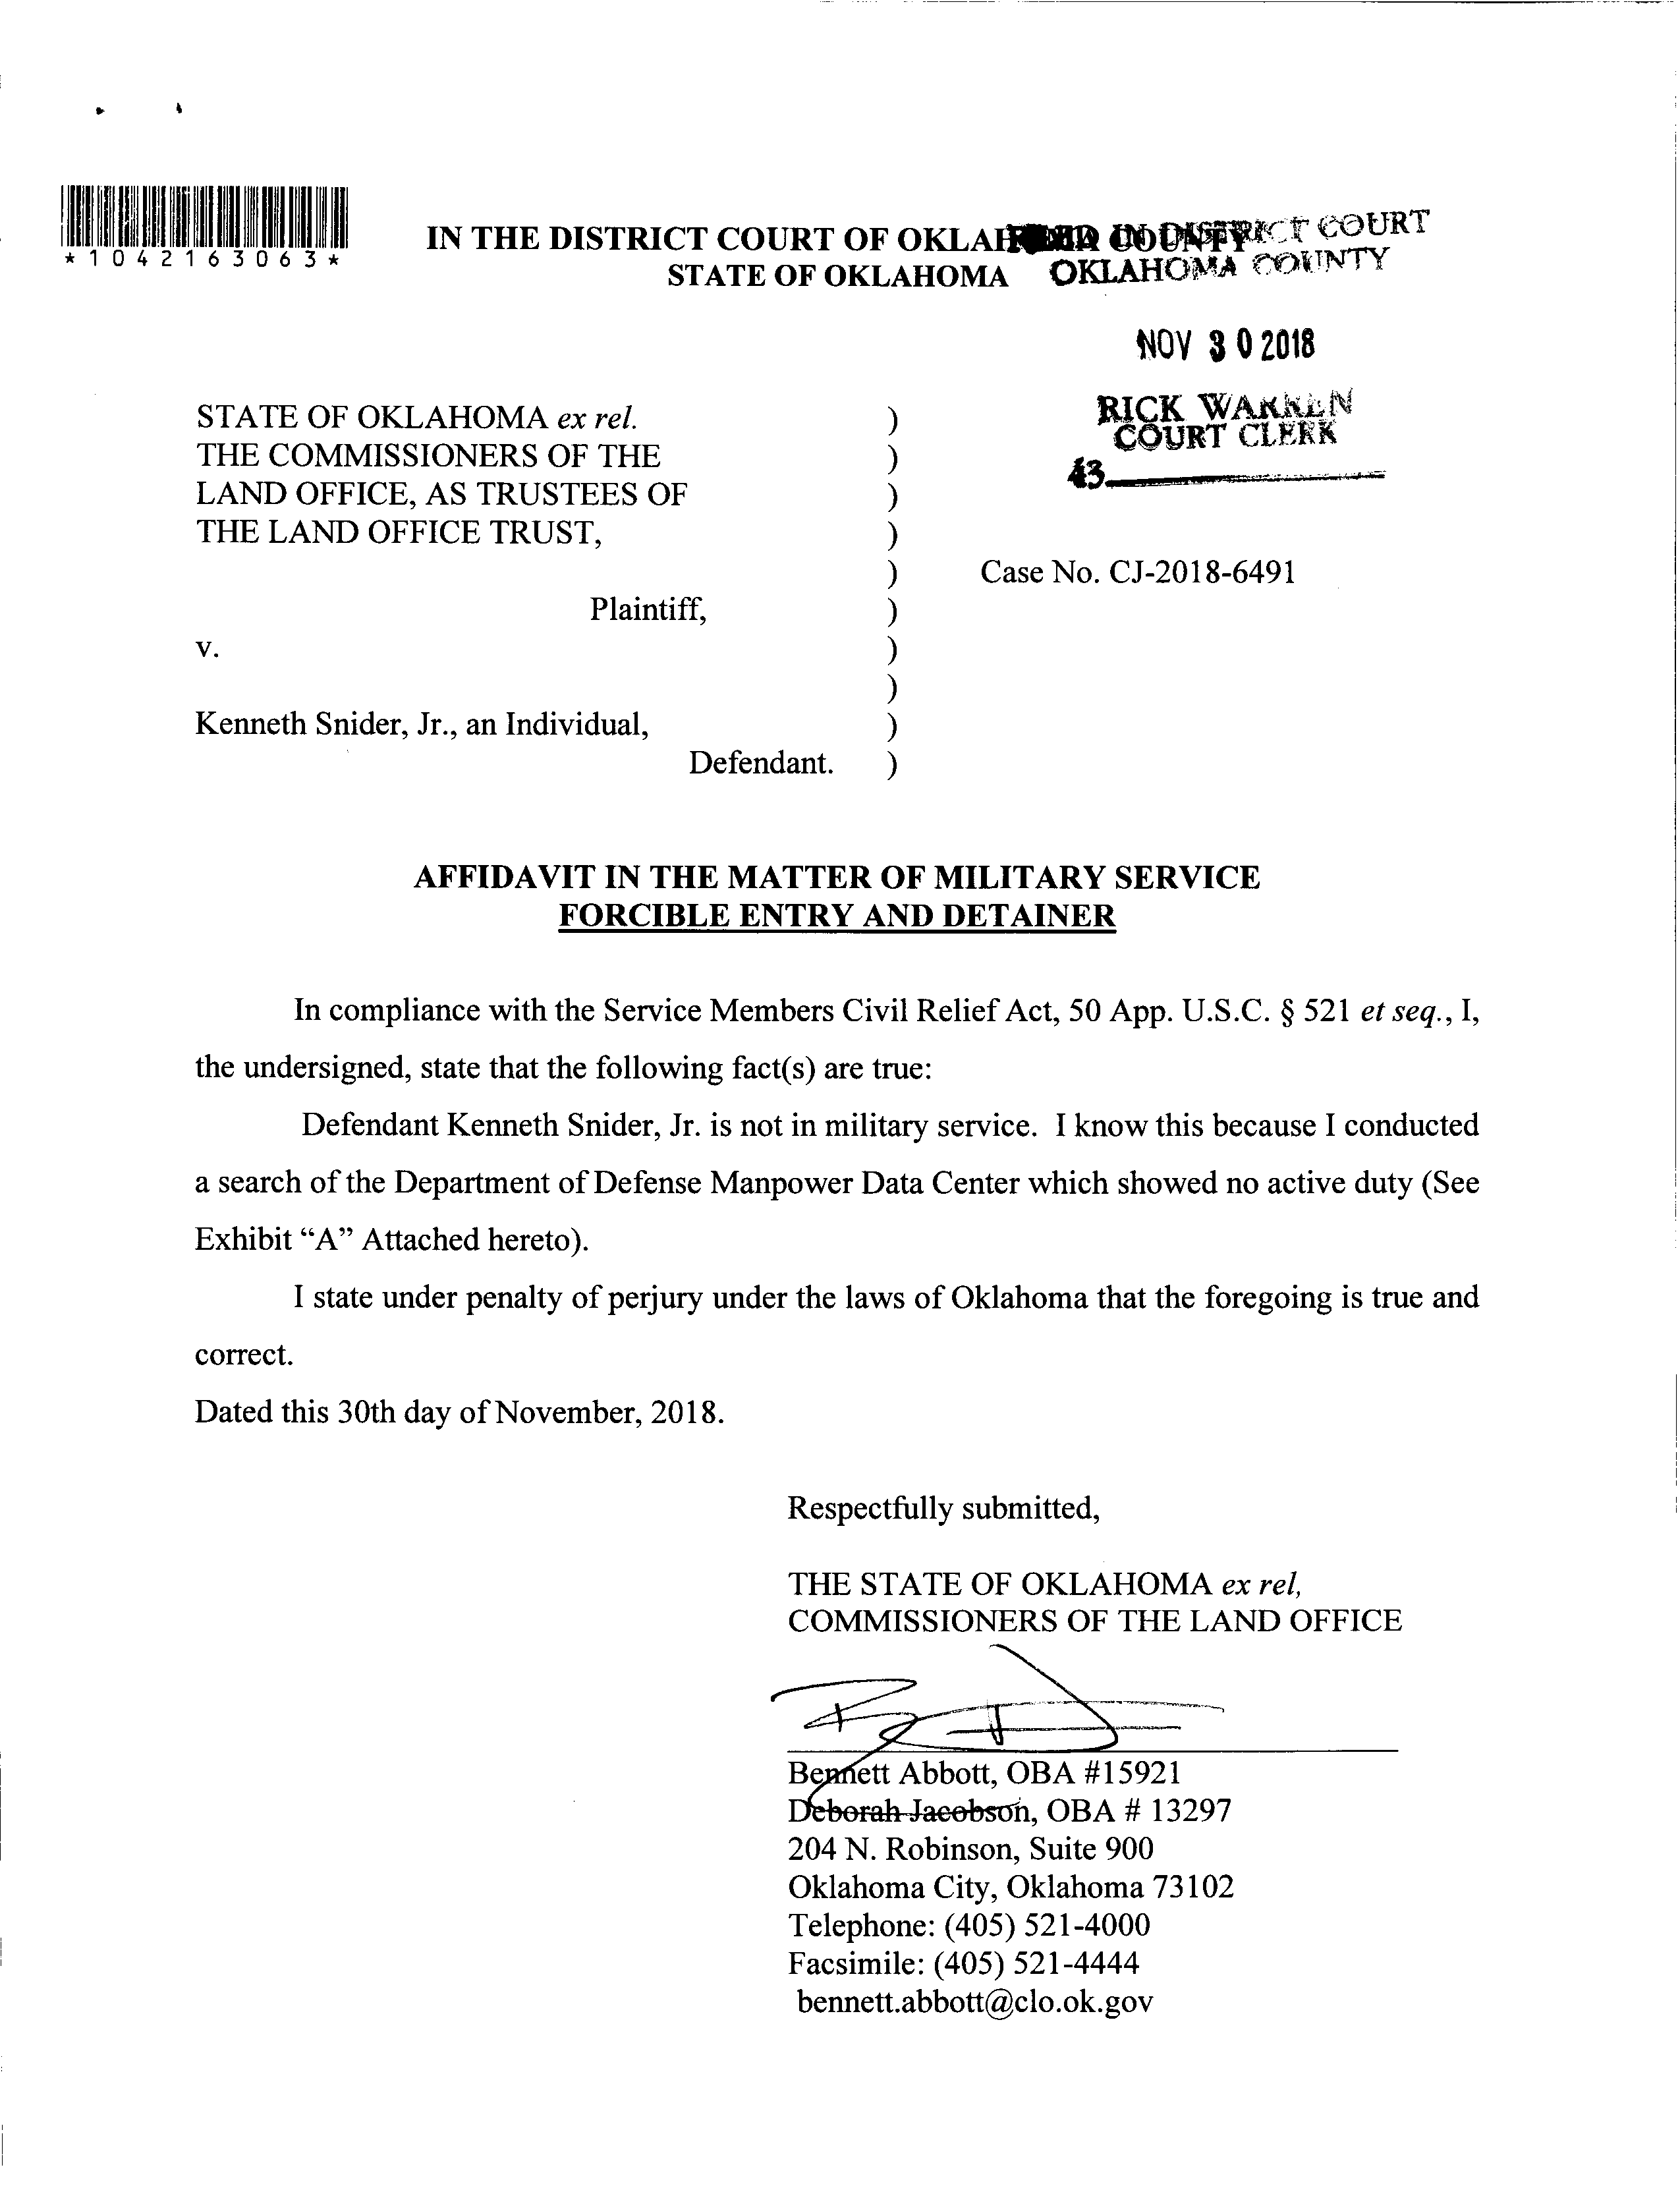 *1042163063*
IN THE DISTRICT COURT OF OKLAHOMA COUNTY
STATE OF OKLAHOMA
FILED IN DISTRICT COURT
OKLAHOMA COUNTY
NOV 30 2018
RICK WARREN
COURT CLERK
43
STATE OF OKLAHOMA ex rel. )
THE COMMISSIONERS OF THE )
LAND OFFICE, AS TRUSTEES OF )
THE LAND OFFICE TRUST, )
) Case No. CJ-2018-6491
Plaintiff, )
v. )
)
Kenneth Snider, Jr., an Individual, )
Defendant. )
AFFIDAVIT IN THE MATTER OF MILITARY SERVICE
FORCIBLE ENTRY AND DETAINER
In compliance with the Service Members Civil Relief Act, 50 App. U.S.C. § 521 et seq., I,
the undersigned, state that the following fact(s) are true:
Defendant Kenneth Snider, Jr. is not in military service. I know this because I conducted
a search of the Department of Defense Manpower Data Center which showed no active duty (See
Exhibit “A” Attached hereto).
I state under penalty of perjury under the laws of Oklahoma that the foregoing is true and
correct.
Dated this 30th day of November, 2018.
Respectfully submitted,
THE STATE OF OKLAHOMA ex rel,
COMMISSIONERS OF THE LAND OFFICE
Bennett Abbott, OBA #15921
Deborah Jacobson, OBA # 13297
204 N. Robinson, Suite 900
Oklahoma City, Oklahoma 73102
Telephone: (405) 521-4000
Facsimile: (405) 521-4444
bennett.abbott@clo.ok.gov